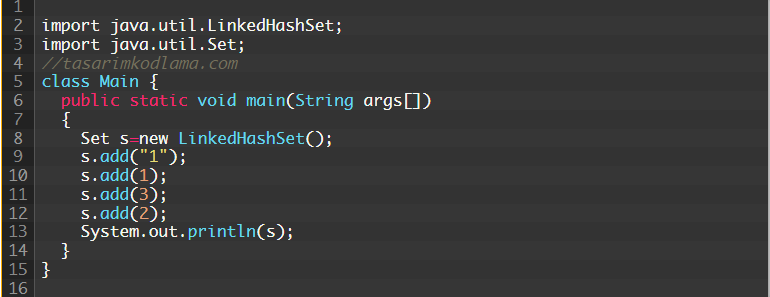 1
2 import java.util.LinkedHashSet;
3 import java.util.Set;
4 //tasarimkodlama.com
5 class Main {
6   public static void main(String args[])
7   {
8     Set s=new LinkedHashSet();
9     s.add("1");
10     s.add(1);
11     s.add(3);
12     s.add(2);
13     System.out.println(s);
14   }
15 }
16